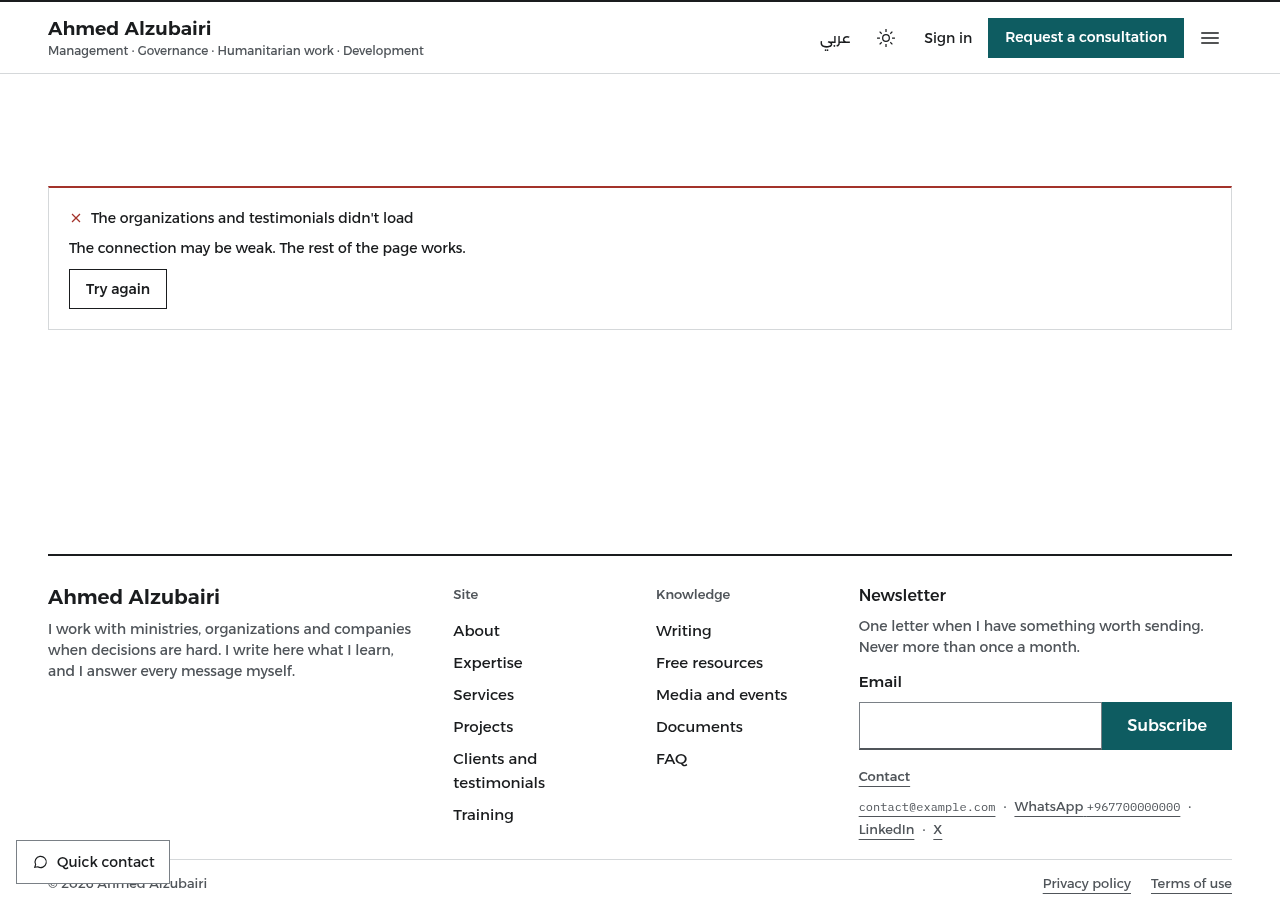 Ahmed Alzubairi
Management · Governance · Humanitarian work · Development
عربي
Sign in
Request a consultation
The organizations and testimonials didn't load
The connection may be weak. The rest of the page works.
Try again
Ahmed Alzubairi
I work with ministries, organizations and companies
when decisions are hard. I write here what I learn,
and I answer every message myself.
Site
About
Expertise
Services
Projects
Clients and
testimonials
Training
Knowledge
Writing
Free resources
Media and events
Documents
FAQ
Newsletter
One letter when I have something worth sending.
Never more than once a month.
Email
Subscribe
Contact
contact@example.com · WhatsApp +967700000000 ·
LinkedIn · X
Quick contact
© 2026 Ahmed Alzubairi
Privacy policy
Terms of use